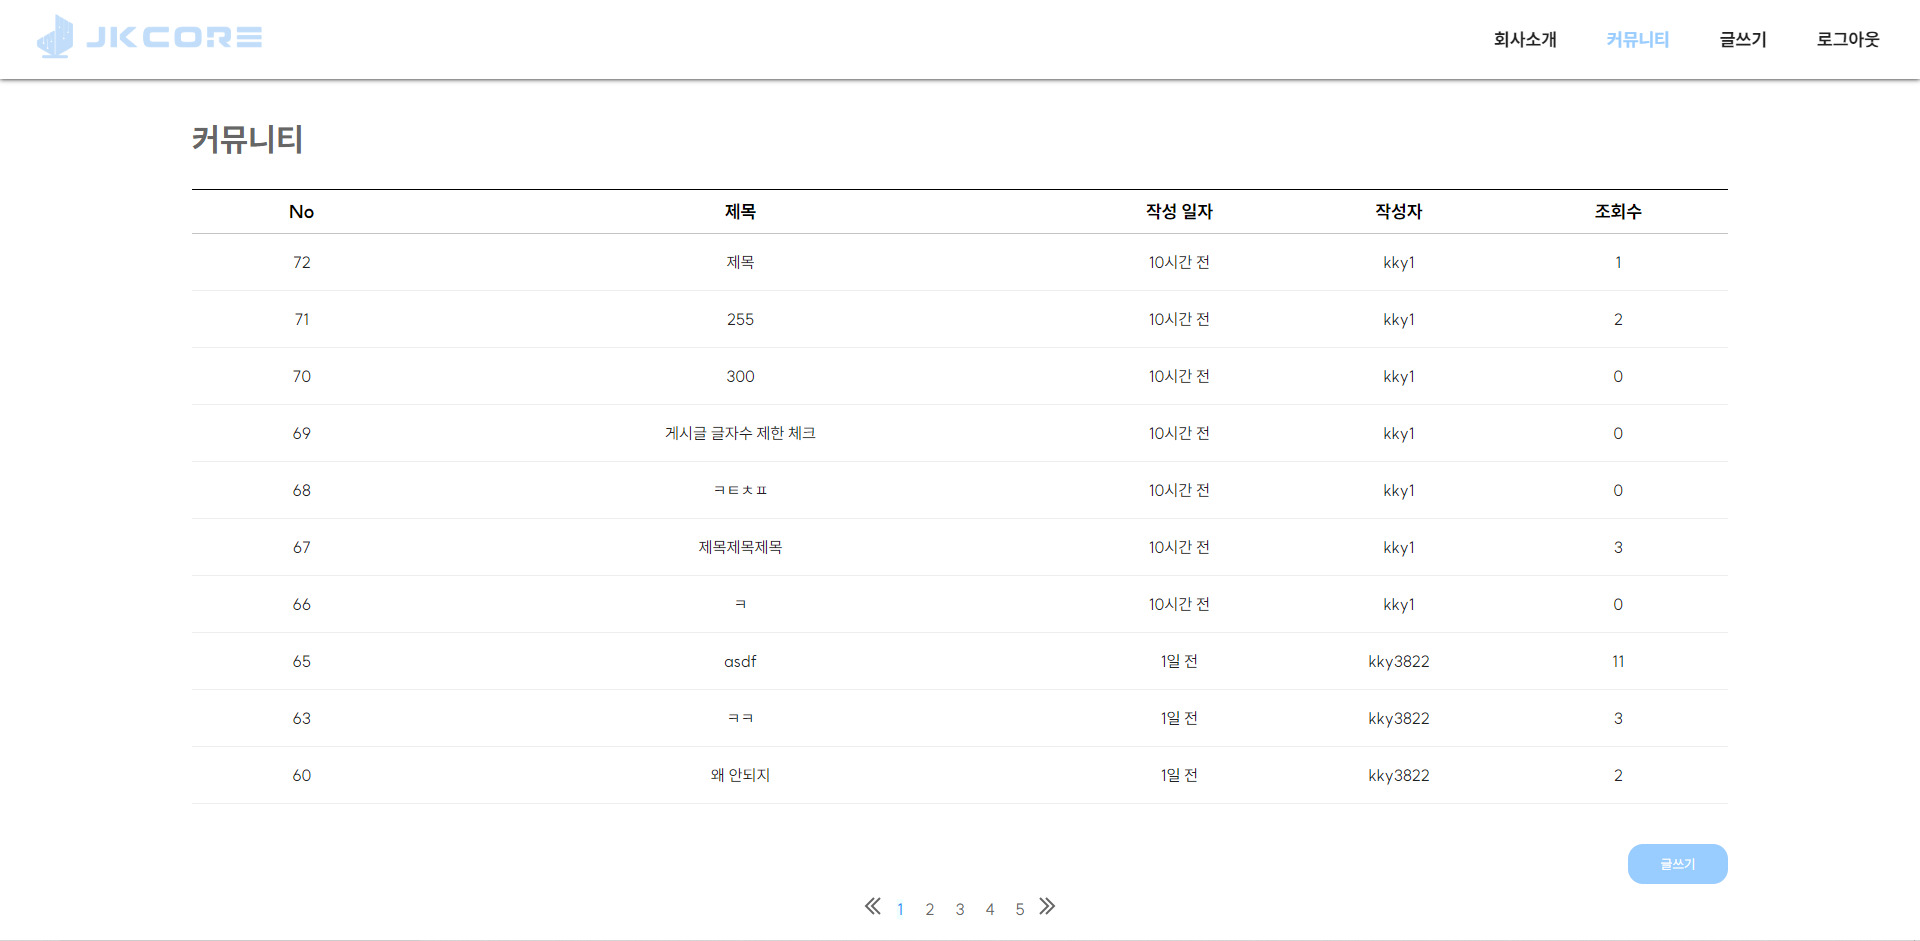 JKCORE 회사소개 커뮤니티 글쓰기 로그아웃
커뮤니티
No 제목 작성 일자 작성자 조회수
72 제목 10시간 전 kky1 1
71 255 10시간 전 kky1 2
70 300 10시간 전 kky1 0
69 게시글 글자수 제한 체크 10시간 전 kky1 0
68 ㅋㅌㅊㅍ 10시간 전 kky1 0
67 제목제목제목 10시간 전 kky1 3
66 ㅋ 10시간 전 kky1 0
65 asdf 1일 전 kky3822 11
63 ㅋㅋ 1일 전 kky3822 3
60 왜 안되지 1일 전 kky3822 2
글쓰기
1 2 3 4 5